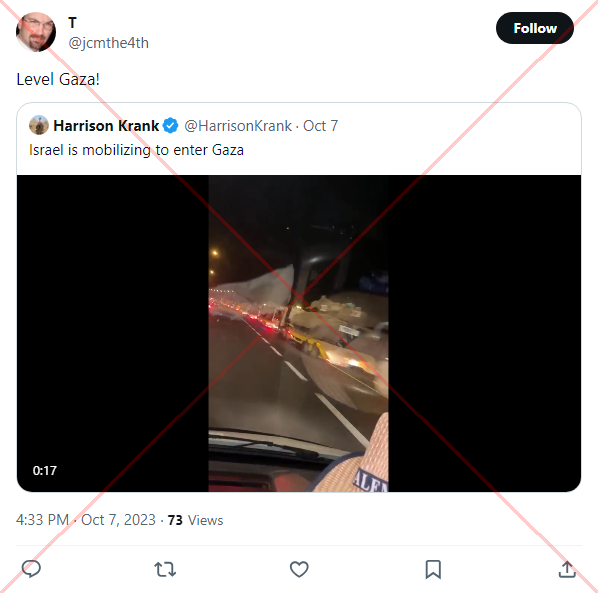 T
@jcmthe4th
Follow
Level Gaza!
Harrison Krank @HarrisonKrank · Oct 7
Israel is mobilizing to enter Gaza
0:17
4:33 PM · Oct 7, 2023 · 73 Views